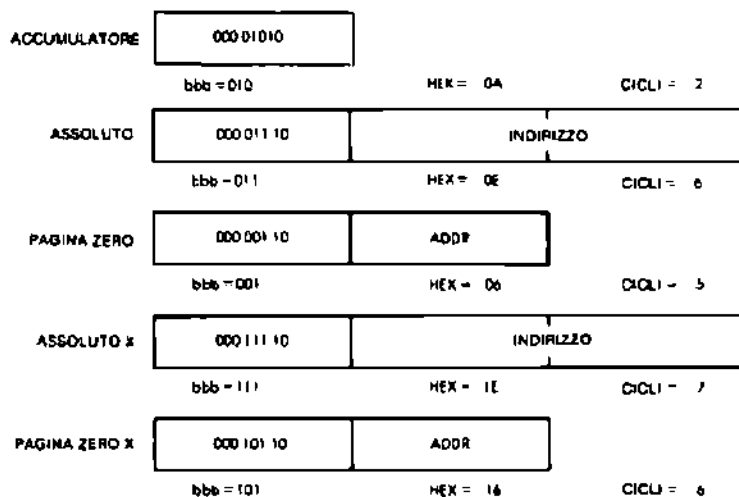 ACCUMULATORE 00001010
bbb = 010 HEX = 0A CICLI = 2
ASSOLUTO 00001110 INDIRIZZO
bbb = 011 HEX = 0E CICLI = 6
PAGINA ZERO 00000110 ADDR
bbb = 001 HEX = 06 CICLI = 5
ASSOLUTO X 00011110 INDIRIZZO
bbb = 111 HEX = 1E CICLI = 7
PAGINA ZERO X 00010110 ADDR
bbb = 101 HEX = 16 CICLI = 6